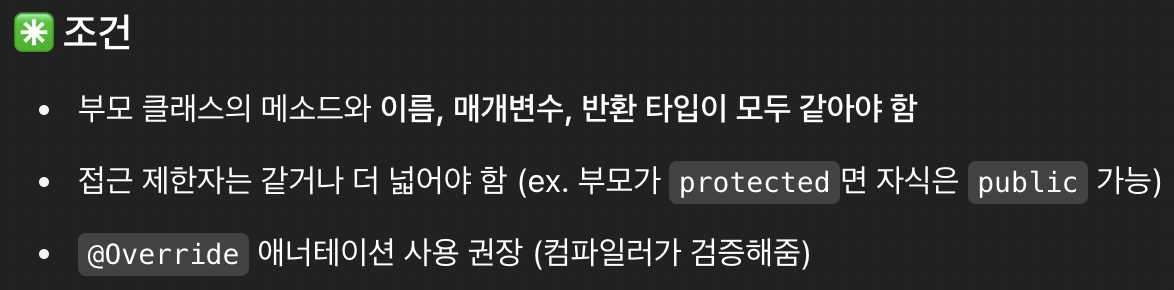 ✳️ 조건
• 부모 클래스의 메소드와 이름, 매개변수, 반환 타입이 모두 같아야 함
• 접근 제한자는 같거나 더 넓어야 함 (ex. 부모가 protected면 자식은 public 가능)
• @Override 애너테이션 사용 권장 (컴파일러가 검증해줌)